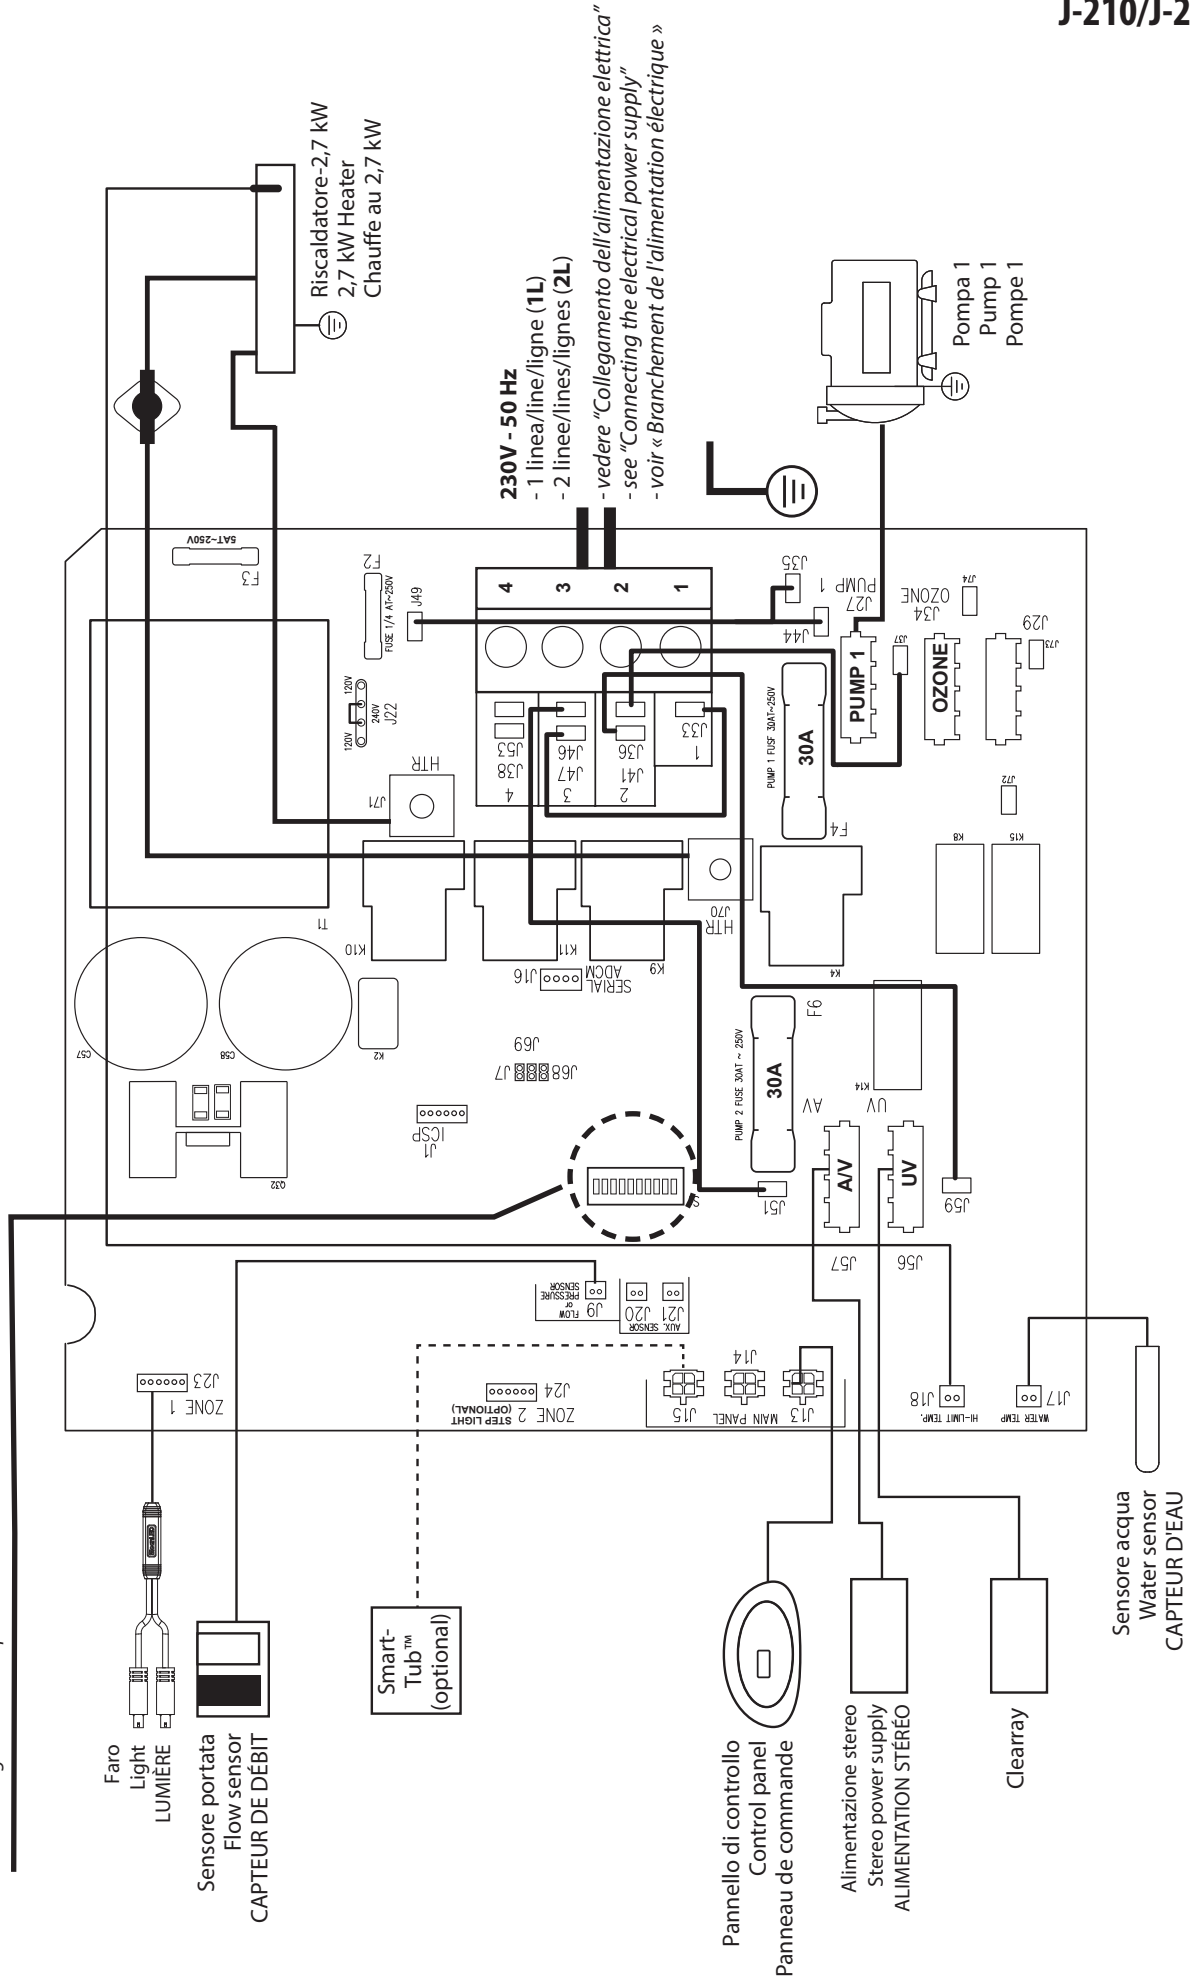 J-210/J-2
Riscaldatore-2,7 kW
2,7 kW Heater
Chauffe au 2,7 kW
230V - 50 Hz
- 1 linea/line/ligne (1L)
- 2 linee/lines/lignes (2L)
- vedere “Collegamento dell’alimentazione elettrica”
- see “Connecting the electrical power supply”
- voir « Branchement de l’alimentation électrique »
Pompa 1
Pump 1
Pompe 1
5AT~250V
F3
F2
FUSE 1/4 AT~250V
J49
120V
240V
120V
J22
HTR
J71
4
3
2
1
J53
J38
4
J46
J47
3
J36
J41
2
J33
1
J35
J44
PUMP 1
J27
PUMP 1
J37
OZONE
J34
OZONE
J74
J29
J73
J72
PUMP 1 FUSE 30AT~250V
30A
F4
K8
K15
T1
K10
K11
K9
J70
HTR
K4
J16
SERIAL
ADCM
C57
C58
K2
J69
J7
J68
J1
ICSP
Q32
PUMP 2 FUSE 30AT ~ 250V
30A
F6
K14
AV
UV
A/V
UV
S
J51
J59
J57
J56
FLOW
or
PRESSURE
SENSOR
J9
J20
J21
AUX. SENSOR
J23
ZONE 1
J24
ZONE 2
STEP LIGHT
(OPTIONAL)
J15
J14
J13
MAIN PANEL
J18
HI-LIMIT TEMP.
J17
WATER TEMP
Faro
Light
LUMIÈRE
Sensore portata
Flow sensor
CAPTEUR DE DÉBIT
Smart-
Tub™
(optional)
Pannello di controllo
Control panel
Panneau de commande
Alimentazione stereo
Stereo power supply
ALIMENTATION STÉRÉO
Clearray
Sensore acqua
Water sensor
CAPTEUR D'EAU